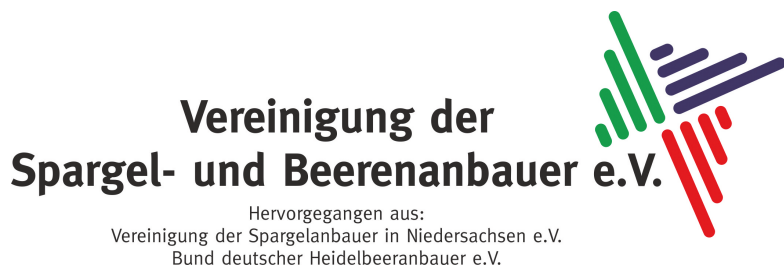 Vereinigung der
Spargel- und Beerenanbauer e.V.
Hervorgegangen aus:
Vereinigung der Spargelanbauer in Niedersachsen e.V.
Bund deutscher Heidelbeeranbauer e.V.